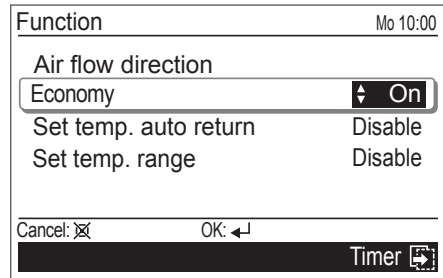 Function Mo 10:00
Air flow direction
Economy On
Set temp. auto return Disable
Set temp. range Disable
Cancel: OK:
Timer